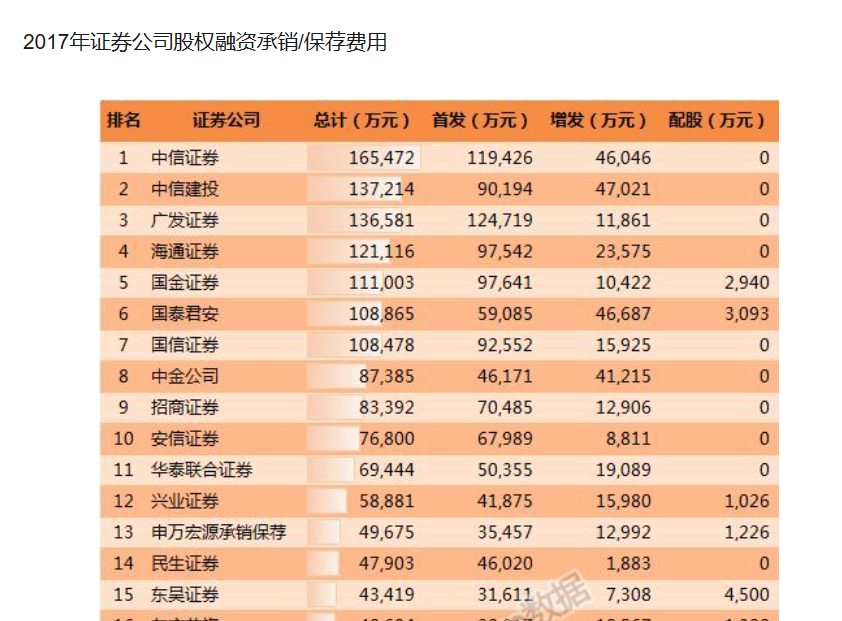 2017年证券公司股权融资承销/保荐费用
排名 证券公司 总计（万元） 首发（万元） 增发（万元） 配股（万元）
1 中信证券 165,472 119,426 46,046 0
2 中信建投 137,214 90,194 47,021 0
3 广发证券 136,581 124,719 11,861 0
4 海通证券 121,116 97,542 23,575 0
5 国金证券 111,003 97,641 10,422 2,940
6 国泰君安 108,865 59,085 46,687 3,093
7 国信证券 108,478 92,552 15,925 0
8 中金公司 87,385 46,171 41,215 0
9 招商证券 83,392 70,485 12,906 0
10 安信证券 76,800 67,989 8,811 0
11 华泰联合证券 69,444 50,355 19,089 0
12 兴业证券 58,881 41,875 15,980 1,026
13 申万宏源承销保荐 49,675 35,457 12,992 1,226
14 民生证券 47,903 46,020 1,883 0
15 东吴证券 43,419 31,611 7,308 4,500
数据